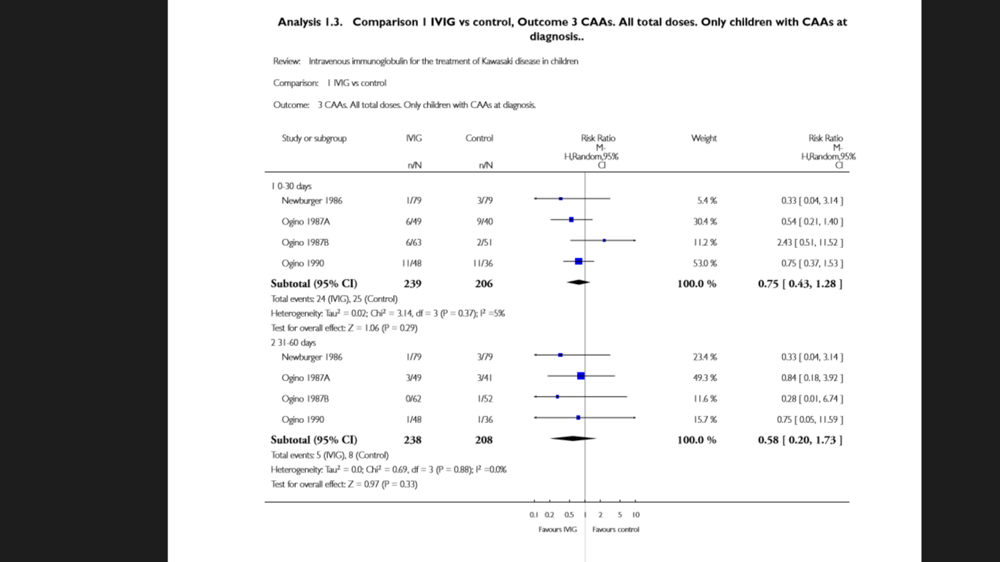 Analysis 1.3. Comparison 1 IVIG vs control, Outcome 3 CAAs. All total doses. Only children with CAAs at
diagnosis..
Review: Intravenous immunoglobulin for the treatment of Kawasaki disease in children
Comparison: 1 IVIG vs control
Outcome: 3 CAAs. All total doses. Only children with CAAs at diagnosis.
Study or subgroup IVIG Control Risk Ratio Weight Risk Ratio
M- M-
H,Random,95% H,Random,95%
n/N n/N CI CI
1 0-30 days
Newburger 1986 1/79 3/79 5.4 % 0.33 [ 0.04, 3.14 ]
Ogino 1987A 6/49 9/40 30.4 % 0.54 [ 0.21, 1.40 ]
Ogino 1987B 6/63 2/51 11.2 % 2.43 [ 0.51, 11.52 ]
Ogino 1990 11/48 11/36 53.0 % 0.75 [ 0.37, 1.53 ]
Subtotal (95% CI) 239 206 100.0 % 0.75 [ 0.43, 1.28 ]
Total events: 24 (IVIG), 25 (Control)
Heterogeneity: Tau² = 0.02; Chi² = 3.14, df = 3 (P = 0.37); I² =5%
Test for overall effect: Z = 1.06 (P = 0.29)
2 31-60 days
Newburger 1986 1/79 3/79 23.4 % 0.33 [ 0.04, 3.14 ]
Ogino 1987A 3/49 3/41 49.3 % 0.84 [ 0.18, 3.92 ]
Ogino 1987B 0/62 1/52 11.6 % 0.28 [ 0.01, 6.74 ]
Ogino 1990 1/48 1/36 15.7 % 0.75 [ 0.05, 11.59 ]
Subtotal (95% CI) 238 208 100.0 % 0.58 [ 0.20, 1.73 ]
Total events: 5 (IVIG), 8 (Control)
Heterogeneity: Tau² = 0.0; Chi² = 0.69, df = 3 (P = 0.88); I² =0.0%
Test for overall effect: Z = 0.97 (P = 0.33)
0.1 0.2 0.5 1 2 5 10
Favours IVIG Favours control